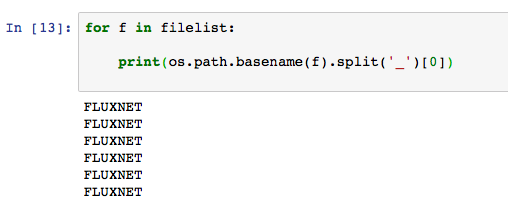 In [13]: for f in filelist:
print(os.path.basename(f).split('_')[0])
FLUXNET
FLUXNET
FLUXNET
FLUXNET
FLUXNET
FLUXNET